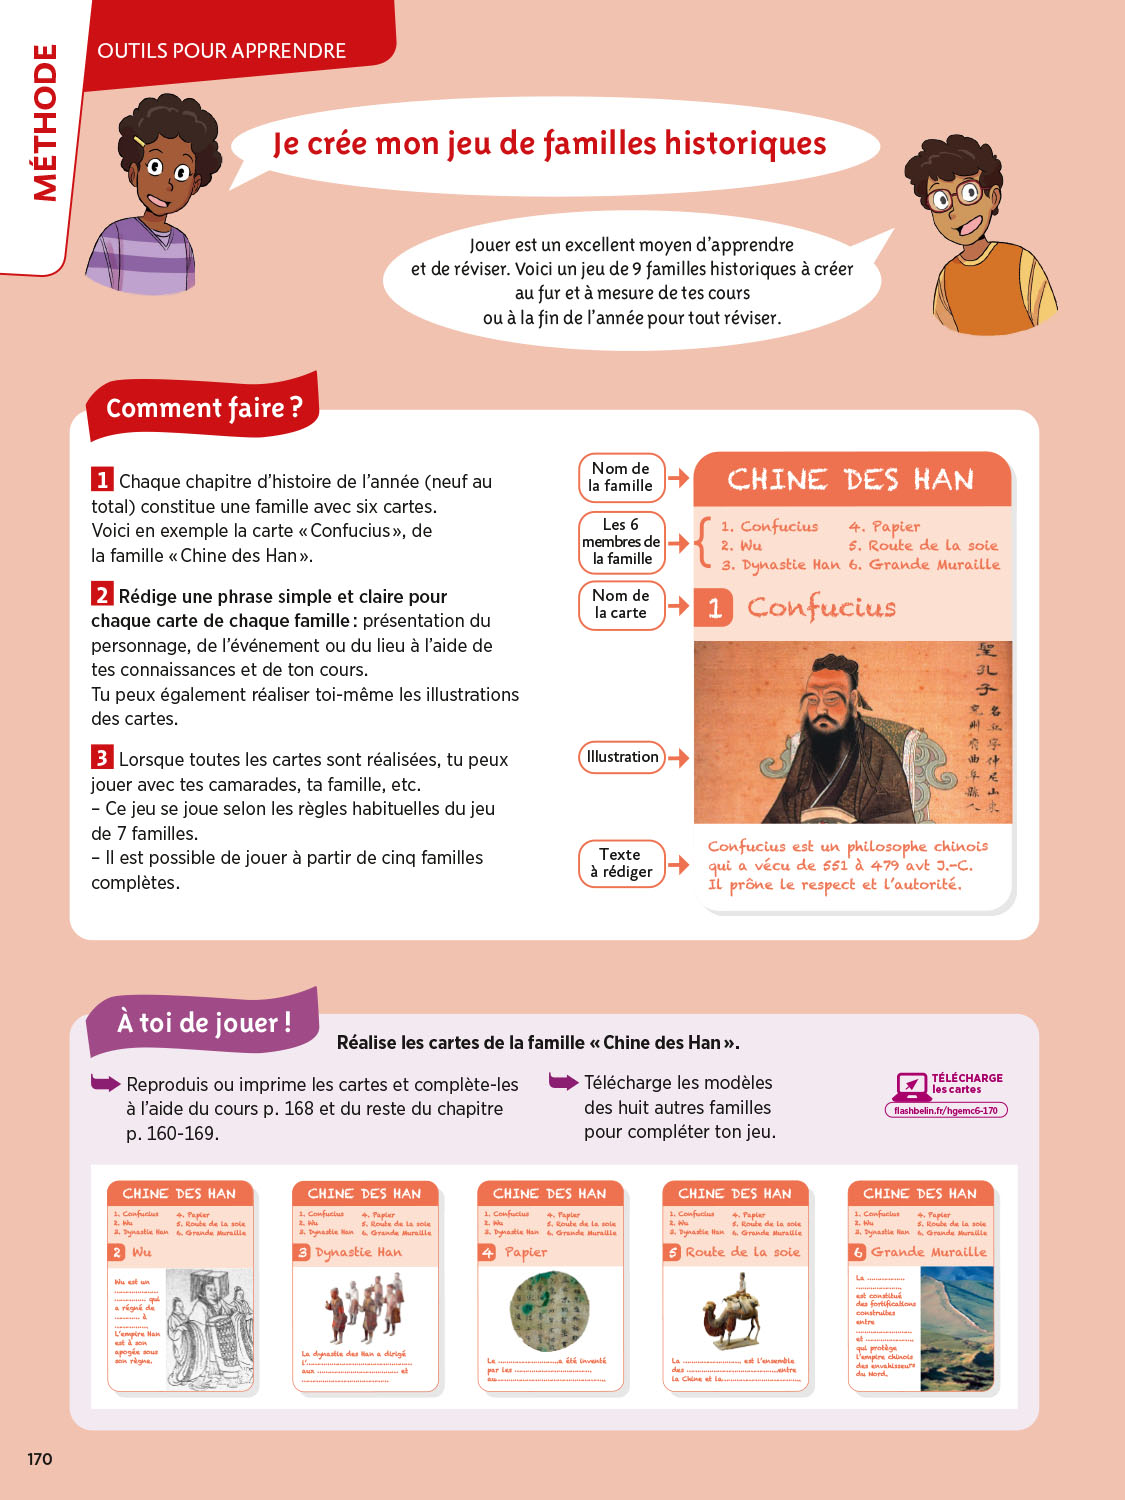 MÉTHODE
OUTILS POUR APPRENDRE
Je crée mon jeu de familles historiques
Jouer est un excellent moyen d’apprendre
et de réviser. Voici un jeu de 9 familles historiques à créer
au fur et à mesure de tes cours
ou à la fin de l’année pour tout réviser.
Comment faire ?
1 Chaque chapitre d’histoire de l’année (neuf au
total) constitue une famille avec six cartes.
Voici en exemple la carte « Confucius », de
la famille « Chine des Han ».
2 Rédige une phrase simple et claire pour
chaque carte de chaque famille : présentation du
personnage, de l’événement ou du lieu à l’aide de
tes connaissances et de ton cours.
Tu peux également réaliser toi-même les illustrations
des cartes.
3 Lorsque toutes les cartes sont réalisées, tu peux
jouer avec tes camarades, ta famille, etc.
– Ce jeu se joue selon les règles habituelles du jeu
de 7 familles.
– Il est possible de jouer à partir de cinq familles
complètes.
Nom de
la famille
Les 6
membres de
la famille
Nom de
la carte
Illustration
Texte
à rédiger
CHINE DES HAN
1. Confucius 4. Papier
2. Wu 5. Route de la soie
3. Dynastie Han 6. Grande Muraille
1 Confucius
聖孔子
名丘字仲尼山東
兗州府曲阜縣人
Confucius est un philosophe chinois
qui a vécu de 551 à 479 avt J.-C.
Il prône le respect et l’autorité.
À toi de jouer !
Réalise les cartes de la famille « Chine des Han ».
Reproduis ou imprime les cartes et complète-les
à l’aide du cours p. 168 et du reste du chapitre
p. 160-169.
Télécharge les modèles
des huit autres familles
pour compléter ton jeu.
TÉLÉCHARGE
les cartes
flashbelin.fr/hgemc6-170
CHINE DES HAN
1. Confucius 4. Papier
2. Wu 5. Route de la soie
3. Dynastie Han 6. Grande Muraille
2 Wu
Wu est un
....................
.............. qui
a régné de
........... à
...............
L’empire Han
est à son
apogée sous
son règne.
CHINE DES HAN
1. Confucius 4. Papier
2. Wu 5. Route de la soie
3. Dynastie Han 6. Grande Muraille
3 Dynastie Han
La dynastie des Han a dirigé
l’................................................
aux .................................... et
.......................................
CHINE DES HAN
1. Confucius 4. Papier
2. Wu 5. Route de la soie
3. Dynastie Han 6. Grande Muraille
4 Papier
Le ...........................a été inventé
par les ...................................
au.................................................
CHINE DES HAN
1. Confucius 4. Papier
2. Wu 5. Route de la soie
3. Dynastie Han 6. Grande Muraille
5 Route de la soie
La .......................... est l’ensemble
des .........................................entre
la Chine et la...................................
CHINE DES HAN
1. Confucius 4. Papier
2. Wu 5. Route de la soie
3. Dynastie Han 6. Grande Muraille
6 Grande Muraille
La .................
.....................
est constitué
des fortifications
construites
entre
.........................
et .....................
qui protège
l’empire chinois
des envahisseurs
du Nord.
170